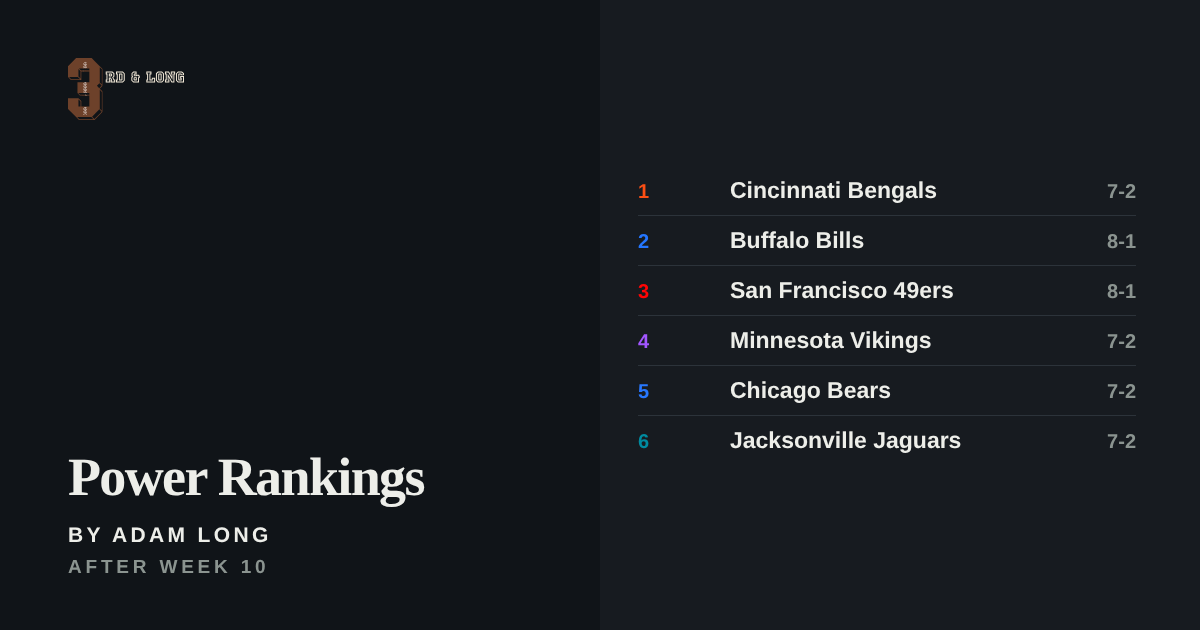 3RD & LONG
Power Rankings
BY ADAM LONG
AFTER WEEK 10
1 Cincinnati Bengals 7-2
2 Buffalo Bills 8-1
3 San Francisco 49ers 8-1
4 Minnesota Vikings 7-2
5 Chicago Bears 7-2
6 Jacksonville Jaguars 7-2